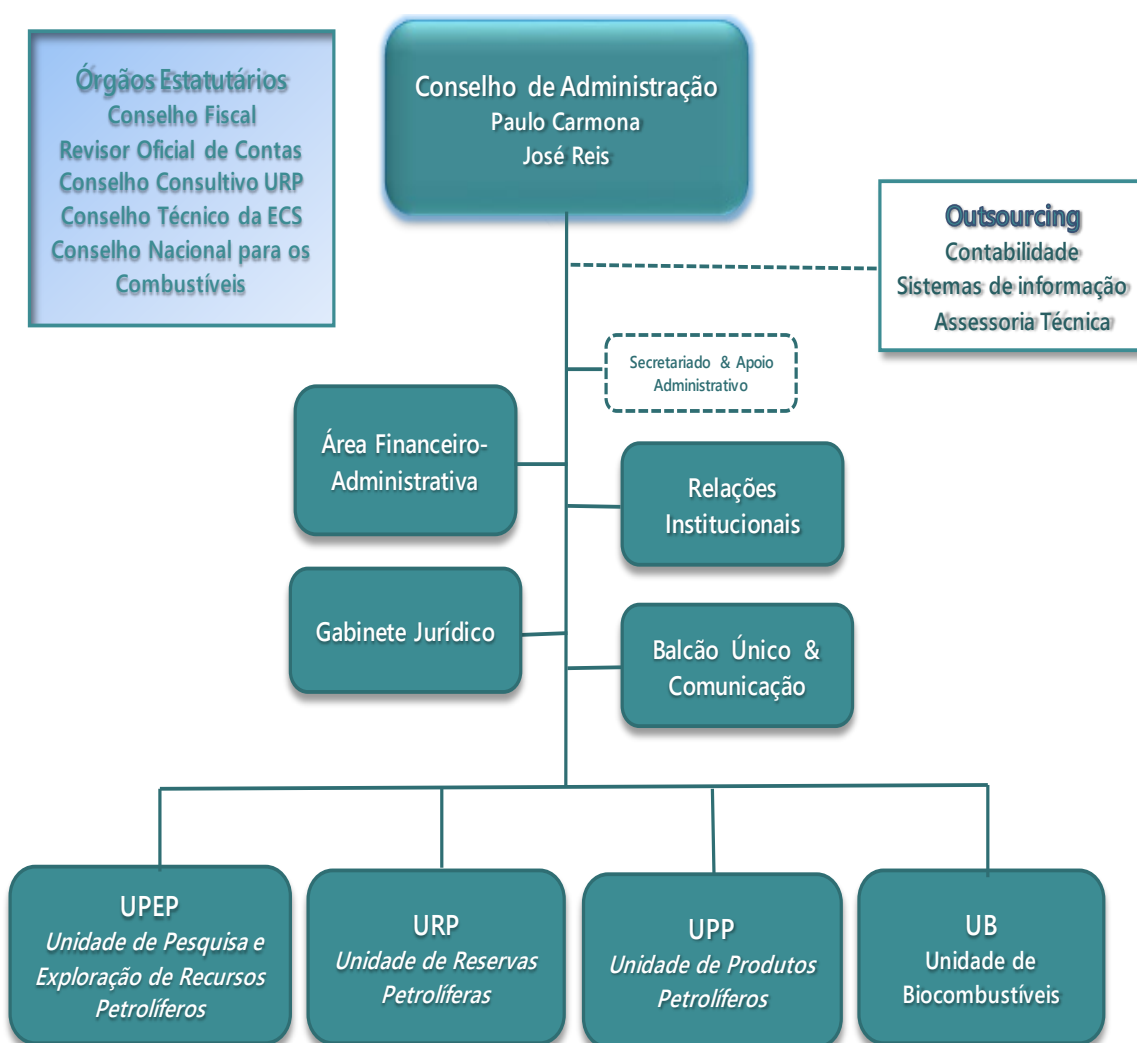 Órgãos Estatutários
Conselho Fiscal
Revisor Oficial de Contas
Conselho Consultivo URP
Conselho Técnico da ECS
Conselho Nacional para os
Combustíveis
Conselho de Administração
Paulo Carmona
José Reis
Outsourcing
Contabilidade
Sistemas de informação
Assessoria Técnica
Secretariado & Apoio
Administrativo
Área Financeiro-
Administrativa
Relações
Institucionais
Gabinete Jurídico
Balcão Único &
Comunicação
UPEP
Unidade de Pesquisa e
Exploração de Recursos
Petrolíferos
URP
Unidade de Reservas
Petrolíferas
UPP
Unidade de Produtos
Petrolíferos
UB
Unidade de
Biocombustíveis